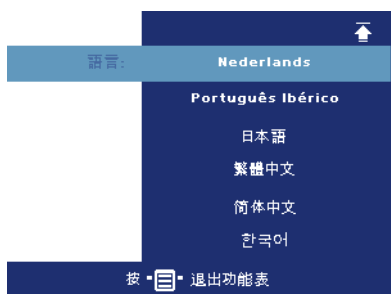 語言: Nederlands
Português Ibérico
日本語
繁體中文
简体中文
한국어
按 退出功能表